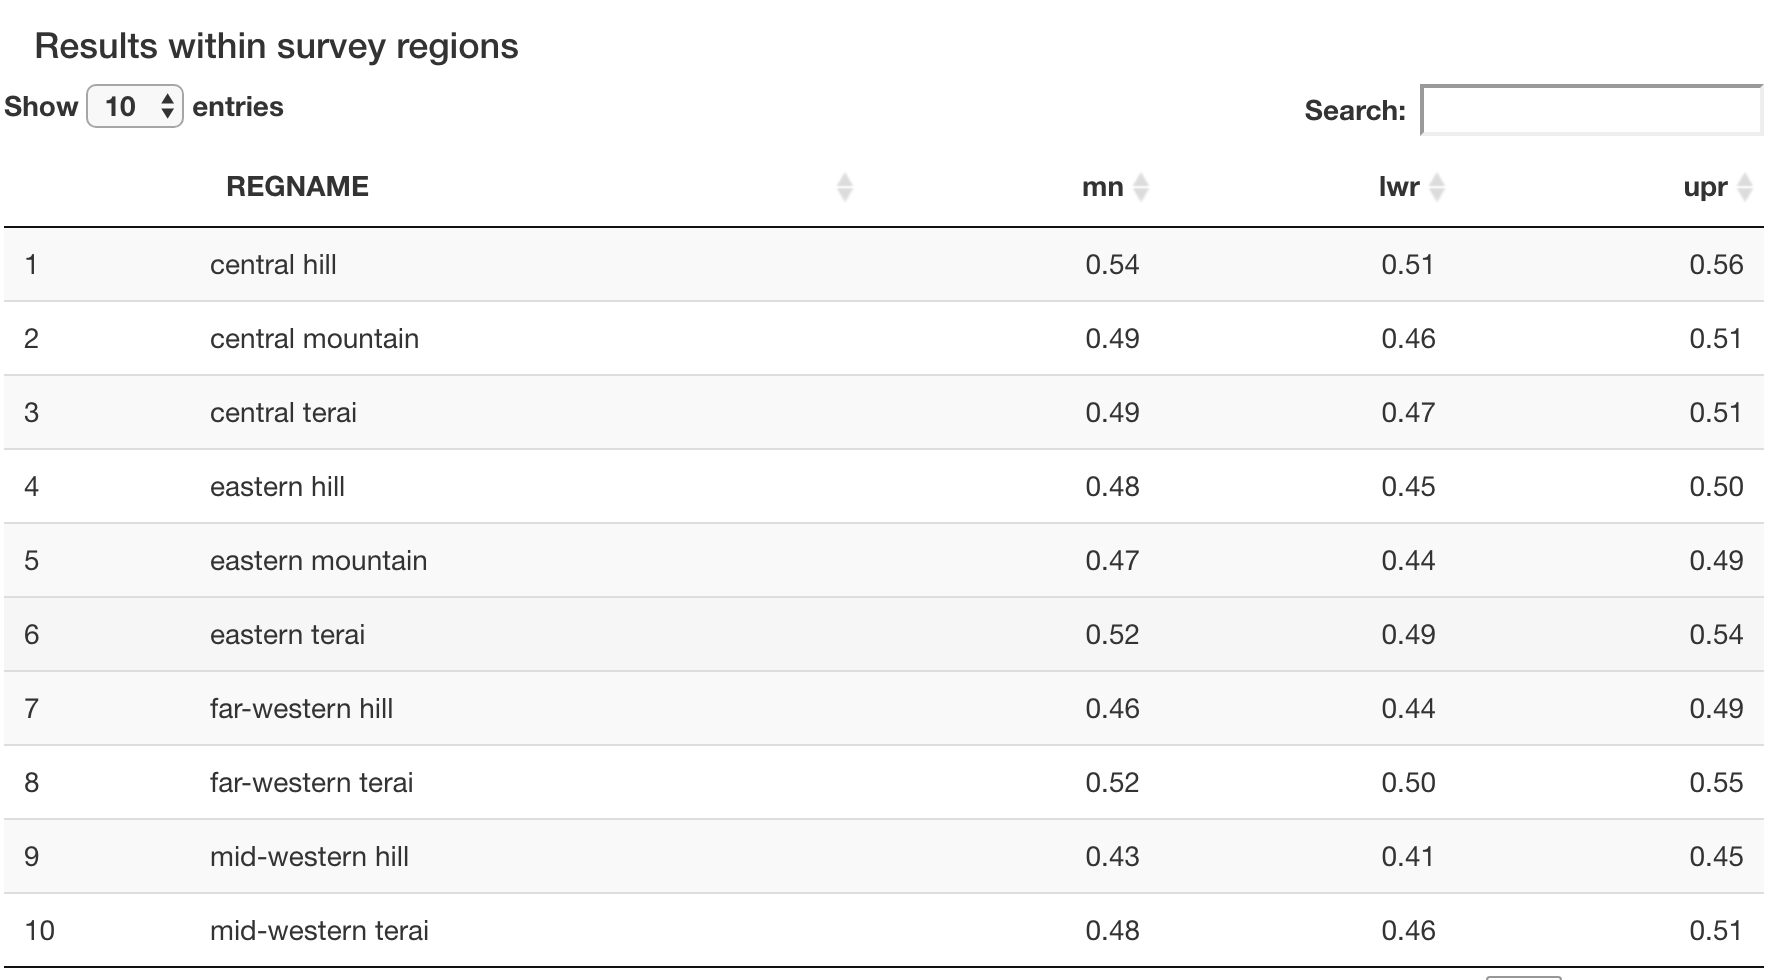 Results within survey regions
Show 10 entries Search:
REGNAME mn lwr upr
1 central hill 0.54 0.51 0.56
2 central mountain 0.49 0.46 0.51
3 central terai 0.49 0.47 0.51
4 eastern hill 0.48 0.45 0.50
5 eastern mountain 0.47 0.44 0.49
6 eastern terai 0.52 0.49 0.54
7 far-western hill 0.46 0.44 0.49
8 far-western terai 0.52 0.50 0.55
9 mid-western hill 0.43 0.41 0.45
10 mid-western terai 0.48 0.46 0.51